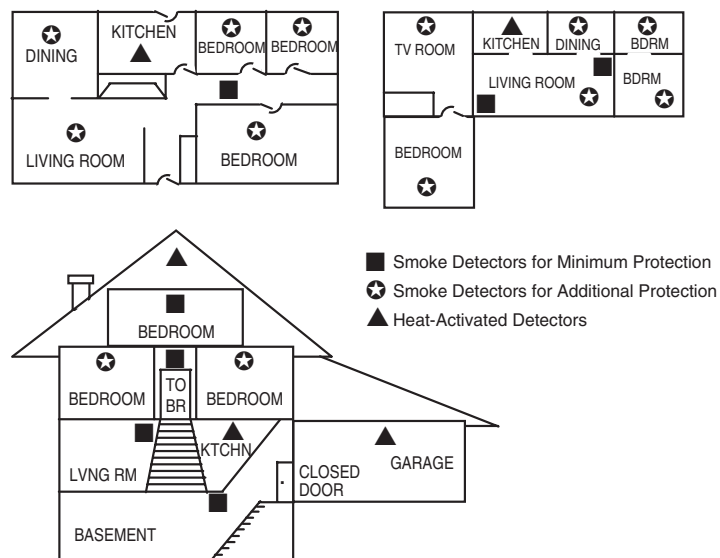 KITCHEN
DINING
BEDROOM
BEDROOM
LIVING ROOM
BEDROOM
TV ROOM
KITCHEN
DINING
BDRM
LIVING ROOM
BDRM
BEDROOM
Smoke Detectors for Minimum Protection
Smoke Detectors for Additional Protection
Heat-Activated Detectors
BEDROOM
BEDROOM
TO
BR
BEDROOM
LVNG RM
KTCHN
CLOSED
DOOR
GARAGE
BASEMENT